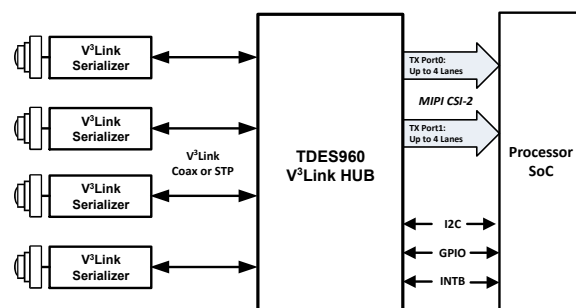 V³Link
Serializer
V³Link
Serializer
V³Link
Serializer
V³Link
Serializer
V³Link
Coax or STP
TDES960
V³Link HUB
TX Port0:
Up to 4 Lanes
MIPI CSI-2
TX Port1:
Up to 4 Lanes
I2C
GPIO
INTB
Processor
SoC